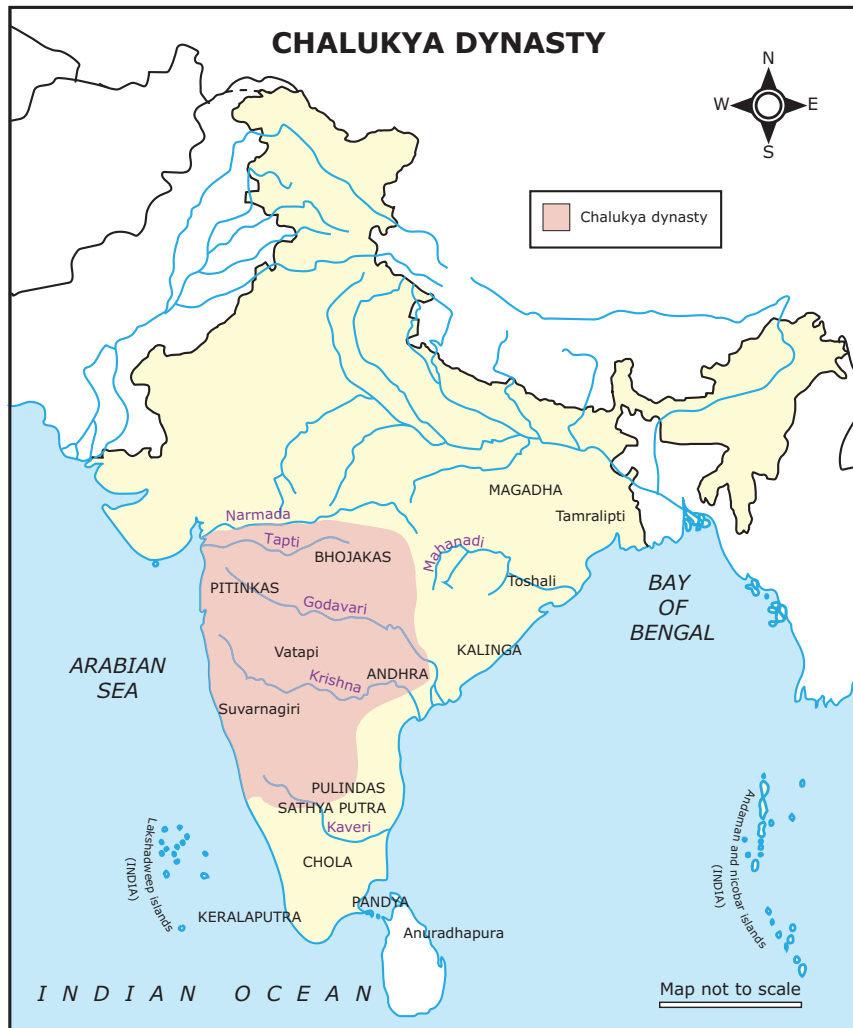 CHALUKYA DYNASTY
N
W
E
S
Chalukya dynasty
MAGADHA
Tamralipti
Narmada
Tapti
BHOJAKAS
Mahanadi
Toshali
PITINKAS
Godavari
BAY
OF
BENGAL
Vatapi
KALINGA
ARABIAN
SEA
ANDHRA
Krishna
Suvarnagiri
PULINDAS
SATHYA PUTRA
Kaveri
Lakshadweep islands
(INDIA)
Andaman and nicobar islands
(INDIA)
CHOLA
PANDYA
KERALAPUTRA
Anuradhapura
INDIAN OCEAN
Map not to scale